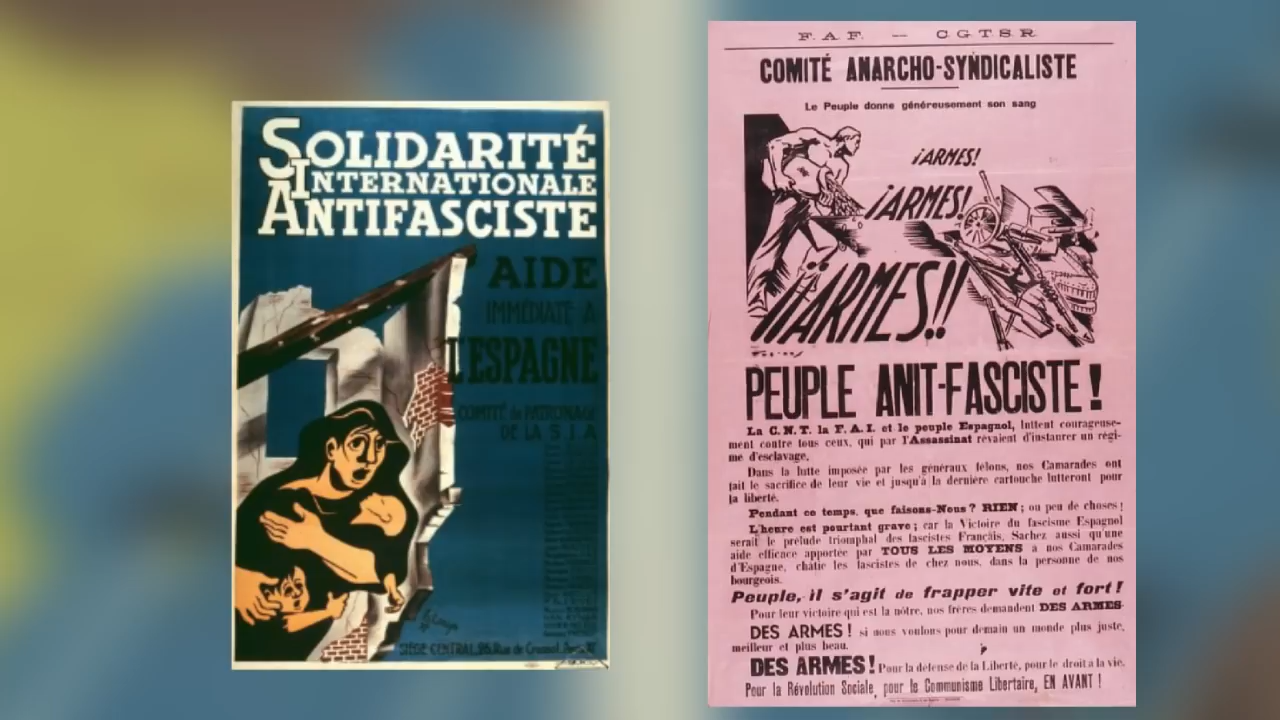 SOLIDARITÉ
INTERNATIONALE
ANTIFASCISTE
AIDE
IMMÉDIATE A
L'ESPAGNE
COMITÉ de PATRONAGE
DE LA S.I.A
SIÈGE CENTRAL, 26, Rue de Crussol, Paris
F.A.F. — C.G.T.S.R.
COMITÉ ANARCHO-SYNDICALISTE
Le Peuple donne généreusement son sang
¡ARMES!
¡ARMES!
¡¡ARMES!!
PEUPLE ANIT-FASCISTE !
La C.N.T. la F.A.I. et le peuple Espagnol, luttent courageuse-
ment contre tous ceux, qui par l'Assassinat rêvaient d'instaurer un régi-
me d'esclavage.
Dans la lutte imposée par les généraux félons, nos Camarades ont
fait le sacrifice de leur vie et jusqu'à la dernière cartouche lutteront pour
la liberté.
Pendant ce temps, que faisons-Nous ? RIEN ; ou peu de choses !
L'heure est pourtant grave ; car la Victoire du fascisme Espagnol
serait le prélude triomphal des fascistes Français. Sachez aussi qu'une
aide efficace apportée par TOUS LES MOYENS à nos Camarades
d'Espagne, châtie les fascistes de chez nous, dans la personne de nos
bourgeois.
Peuple, il s'agit de frapper vite et fort !
Pour leur victoire qui est la nôtre, nos frères demandent DES ARMES.
DES ARMES ! si nous voulons pour demain un monde plus juste,
meilleur et plus beau.
DES ARMES ! Pour la défense de la Liberté, pour le droit à la vie.
Pour la Révolution Sociale, pour le Communisme Libertaire, EN AVANT !